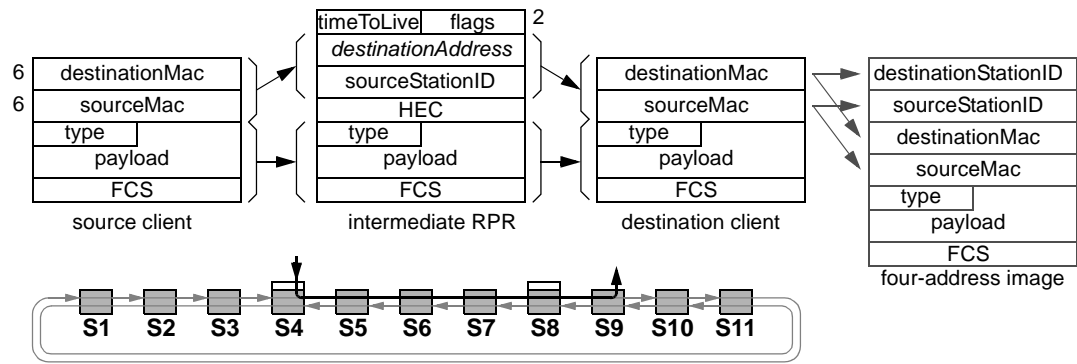 timeToLive flags 2
6 destinationMac
6 sourceMac
type
payload
FCS
source client
destinationAddress
sourceStationID
HEC
type
payload
FCS
intermediate RPR
destinationMac
sourceMac
type
payload
FCS
destination client
destinationStationID
sourceStationID
destinationMac
sourceMac
type
payload
FCS
four-address image
S1 S2 S3 S4 S5 S6 S7 S8 S9 S10 S11